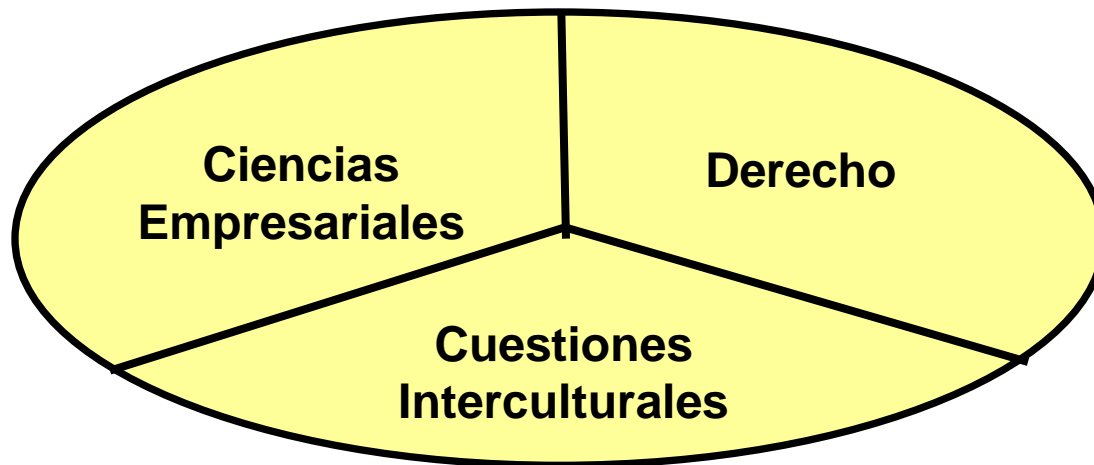 Ciencias
Empresariales
Derecho
Cuestiones
Interculturales